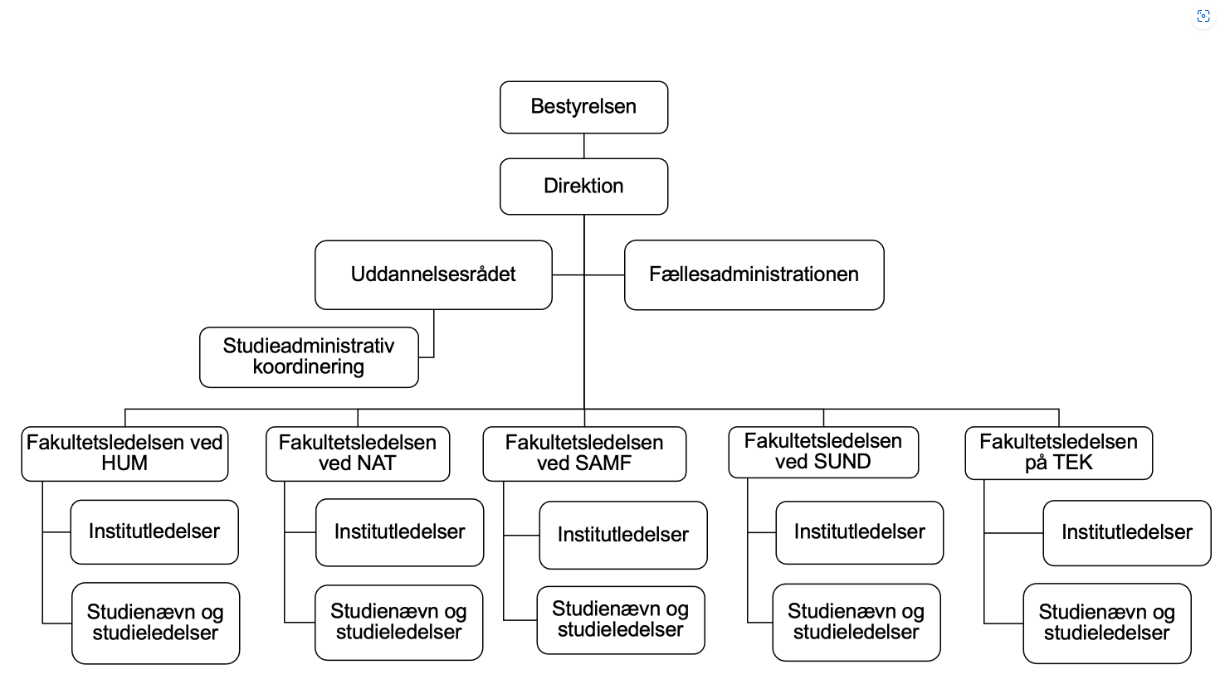 Bestyrelsen
Direktion
Uddannelsesrådet
Fællesadministrationen
Studieadministrativ
koordinering
Fakultetsledelsen ved
HUM
Fakultetsledelsen
ved NAT
Fakultetsledelsen
ved SAMF
Fakultetsledelsen
ved SUND
Fakultetsledelsen
på TEK
Institutledelser
Institutledelser
Institutledelser
Institutledelser
Institutledelser
Studienævn og
studieledelser
Studienævn og
studieledelser
Studienævn og
studieledelser
Studienævn og
studieledelser
Studienævn og
studieledelser